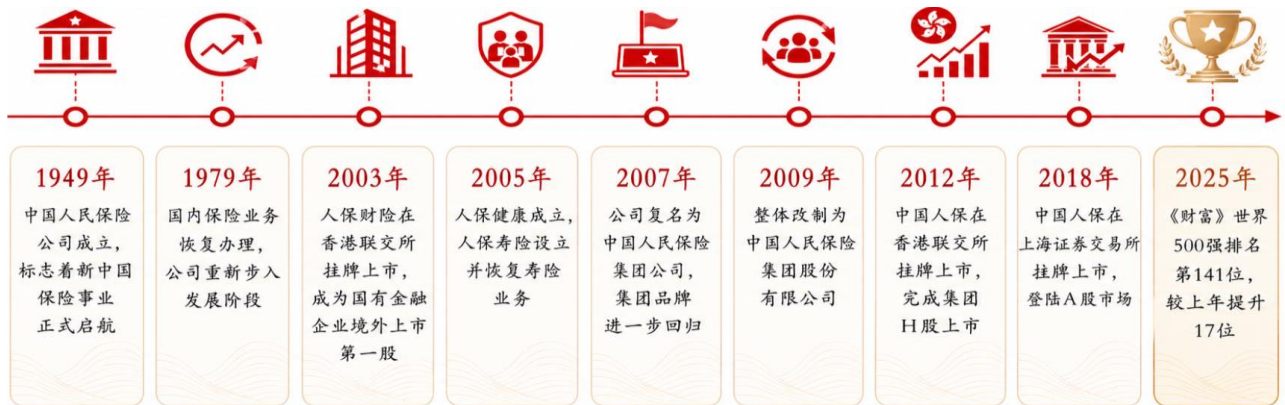 1949年
中国人民保险
公司成立，
标志着新中国
保险事业
正式启航
1979年
国内保险业务
恢复办理，
公司重新步入
发展阶段
2003年
人保财险在
香港联交所
挂牌上市，
成为国有金融
企业境外上市
第一股
2005年
人保健康成立，
人保寿险设立
并恢复寿险
业务
2007年
公司复名为
中国人民保险
集团公司，
集团品牌
进一步回归
2009年
整体改制为
中国人民保险
集团股份
有限公司
2012年
中国人保在
香港联交所
挂牌上市，
完成集团
H股上市
2018年
中国人保在
上海证券交易所
挂牌上市，
登陆A股市场
2025年
《财富》世界
500强排名
第141位，
较上年提升
17位